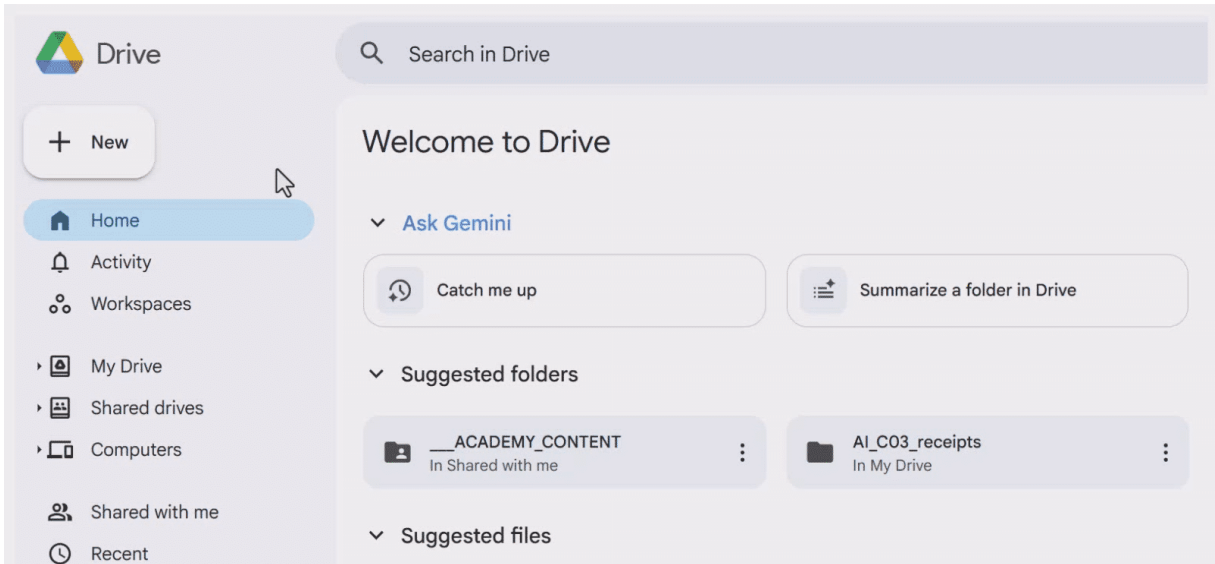 Drive
Search in Drive
New
Welcome to Drive
Home
Activity
Workspaces
My Drive
Shared drives
Computers
Shared with me
Recent
Ask Gemini
Catch me up
Summarize a folder in Drive
Suggested folders
___ACADEMY_CONTENT
In Shared with me
AI_C03_receipts
In My Drive
Suggested files